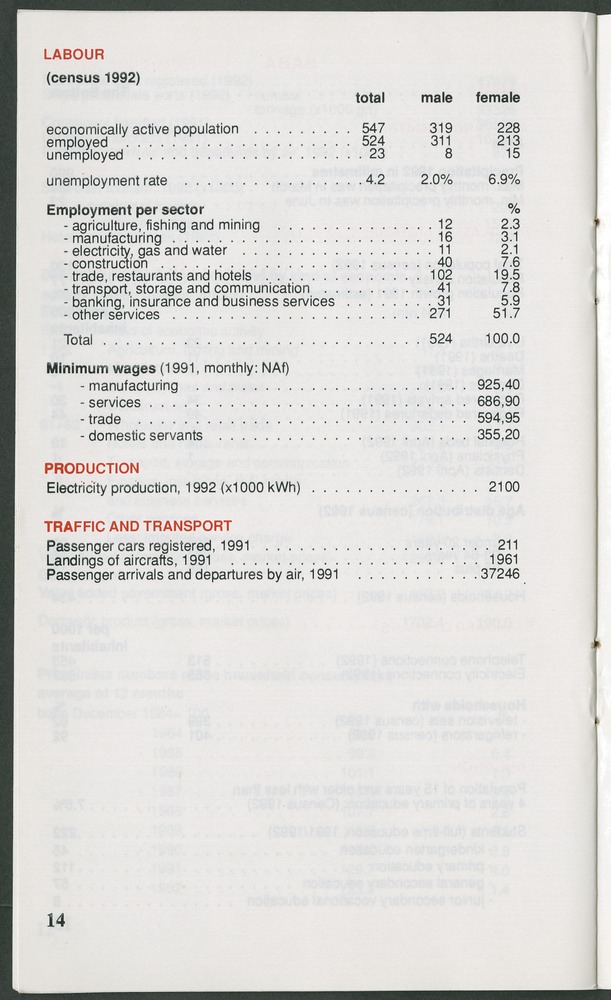 LABOUR
(census 1992)
total male female
economically active population . . . . . . . . . . 547 319 228
employed . . . . . . . . . . . . . . . . . . . . . 524 311 213
unemployed . . . . . . . . . . . . . . . . . . . . 23 8 15
unemployment rate . . . . . . . . . . . . . . . . 4.2 2.0% 6.9%
Employment per sector %
- agriculture, fishing and mining . . . . . . . . . . . . 12 2.3
- manufacturing . . . . . . . . . . . . . . . . . . . . 16 3.1
- electricity, gas and water . . . . . . . . . . . . . . 11 2.1
- construction . . . . . . . . . . . . . . . . . . . . . 40 7.6
- trade, restaurants and hotels . . . . . . . . . . . . 102 19.5
- transport, storage and communication . . . . . . . . 41 7.8
- banking, insurance and business services . . . . . . 31 5.9
- other services . . . . . . . . . . . . . . . . . . . 271 51.7
Total . . . . . . . . . . . . . . . . . . . . . . . . 524 100.0
Minimum wages (1991, monthly: NAf)
- manufacturing . . . . . . . . . . . . . . . . . . . . 925,40
- services . . . . . . . . . . . . . . . . . . . . . . . 686,90
- trade . . . . . . . . . . . . . . . . . . . . . . . . 594,95
- domestic servants . . . . . . . . . . . . . . . . . . 355,20
PRODUCTION
Electricity production, 1992 (x1000 kWh) . . . . . . . . . . . 2100
TRAFFIC AND TRANSPORT
Passenger cars registered, 1991 . . . . . . . . . . . . . . . 211
Landings of aircrafts, 1991 . . . . . . . . . . . . . . . . . 1961
Passenger arrivals and departures by air, 1991 . . . . . . . . 37246
14